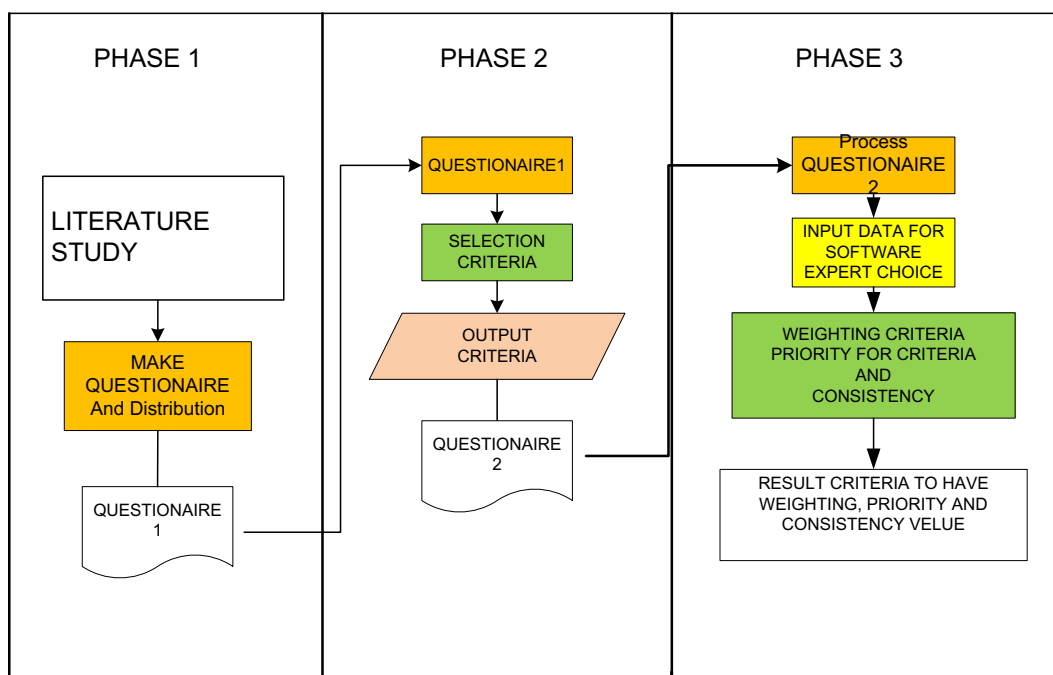 PHASE 1
LITERATURE
STUDY
MAKE
QUESTIONAIRE
And Distribution
QUESTIONAIRE
1
PHASE 2
QUESTIONAIRE1
SELECTION
CRITERIA
OUTPUT
CRITERIA
QUESTIONAIRE
2
PHASE 3
Process
QUESTIONAIRE
2
INPUT DATA FOR
SOFTWARE
EXPERT CHOICE
WEIGHTING CRITERIA
PRIORITY FOR CRITERIA
AND
CONSISTENCY
RESULT CRITERIA TO HAVE
WEIGHTING, PRIORITY AND
CONSISTENCY VELUE